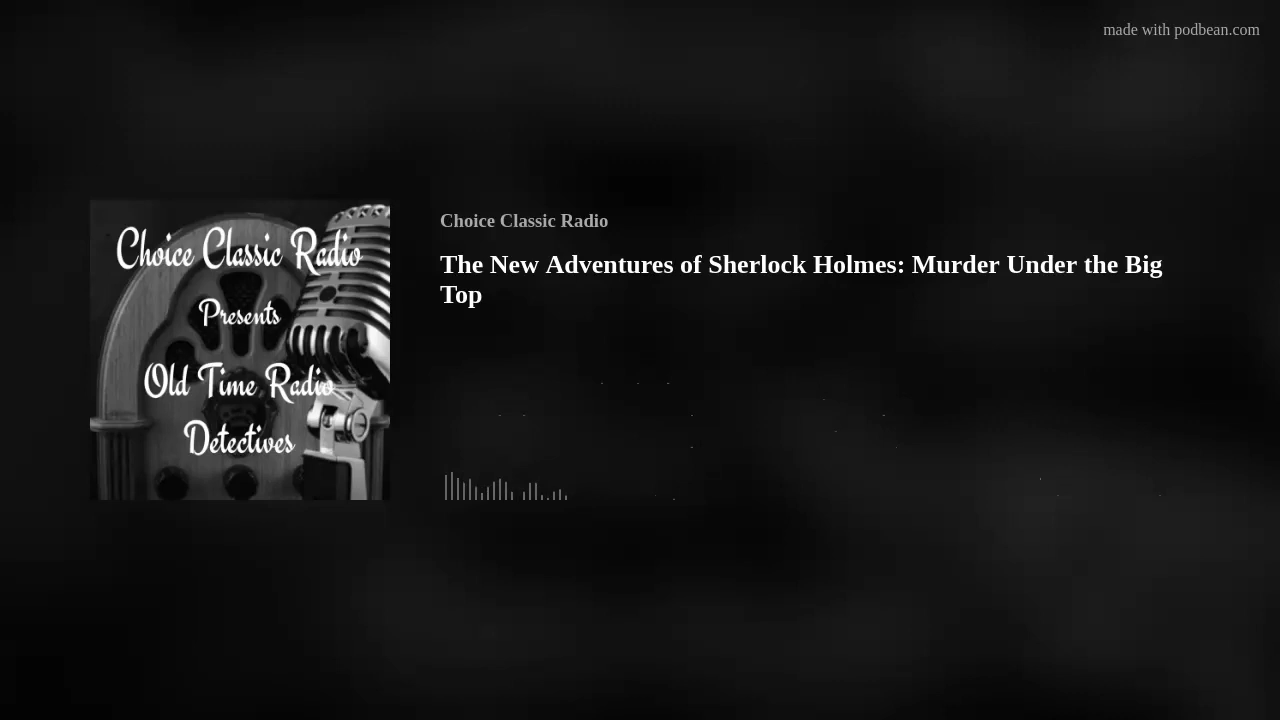 made with podbean.com
Choice Classic Radio
Presents
Old Time Radio
Detectives
Choice Classic Radio
The New Adventures of Sherlock Holmes: Murder Under the Big
Top